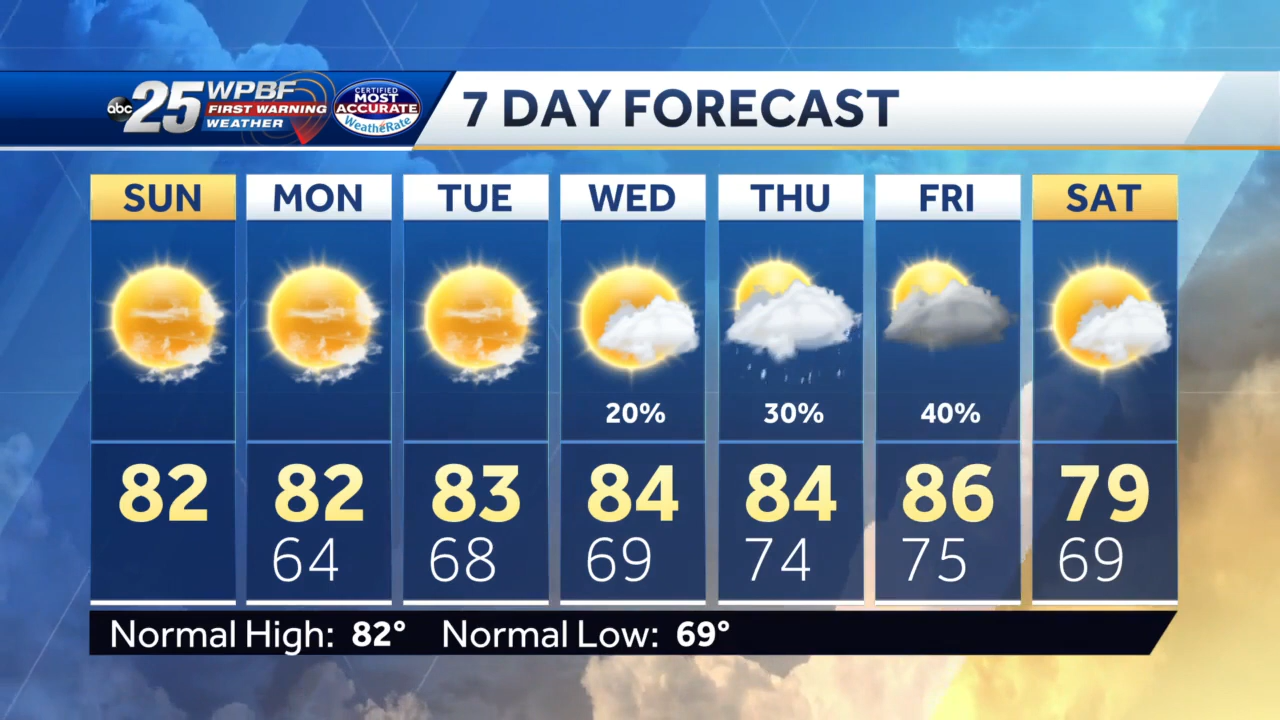 abc 25 WPBF
FIRST WARNING
WEATHER
CERTIFIED
MOST
ACCURATE
WeatheRate
7 DAY FORECAST
SUN MON TUE WED THU FRI SAT
20% 30% 40%
82 82 83 84 84 86 79
64 68 69 74 75 69
Normal High: 82° Normal Low: 69°